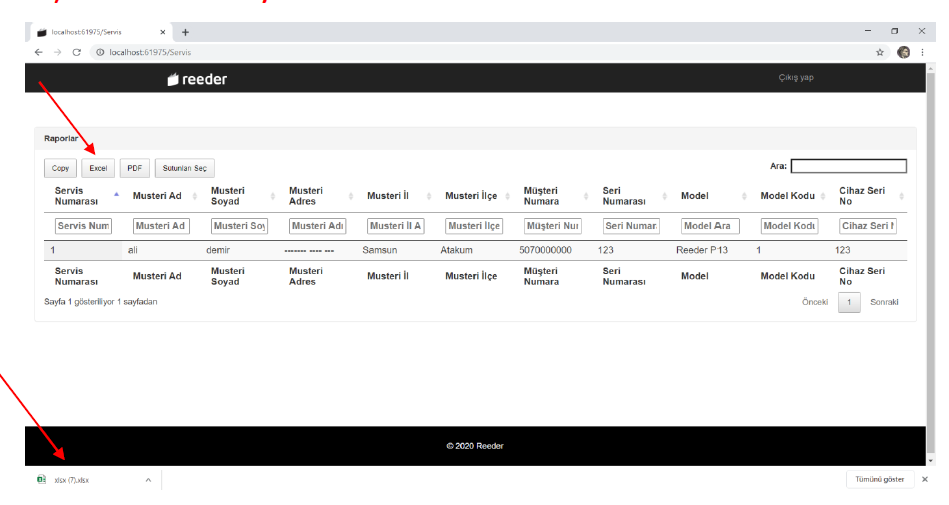 localhost:61975/Servis
localhost:61975/Servis
reeder
Çıkış yap
Raporlar
Copy Excel PDF Sutunları Seç Ara:
Servis Numarası Musteri Ad Musteri Soyad Musteri Adres Musteri İl Musteri İlçe Müşteri Numara Seri Numarası Model Model Kodu Cihaz Seri No
Servis Num Musteri Ad Musteri Soy Musteri Adı Musteri İl A Musteri İlçe Müşteri Nur Seri Numar. Model Ara Model Kodu Cihaz Seri N
1 ali demir ------- ---- --- Samsun Atakum 5070000000 123 Reeder P13 1 123
Servis Numarası Musteri Ad Musteri Soyad Musteri Adres Musteri İl Musteri İlçe Müşteri Numara Seri Numarası Model Model Kodu Cihaz Seri No
Sayfa 1 gösteriliyor 1 sayfadan Önceki 1 Sonraki
© 2020 Reeder
xlsx (7).xlsx Tümünü göster